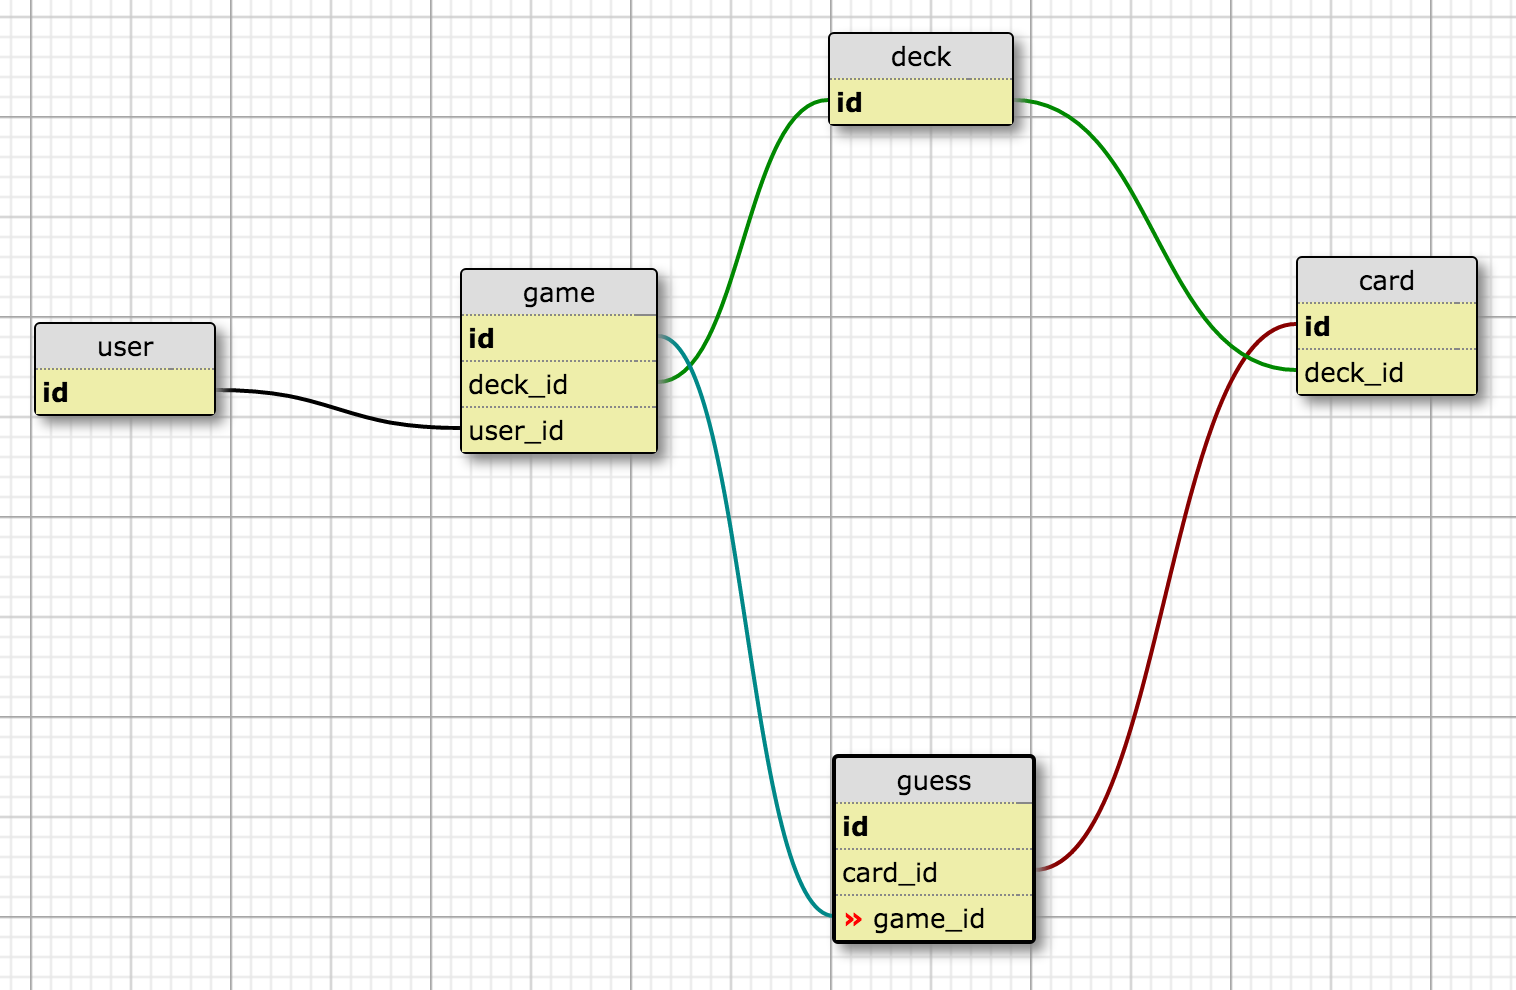 deck
id
game
id
deck_id
user_id
user
id
card
id
deck_id
guess
id
card_id
» game_id